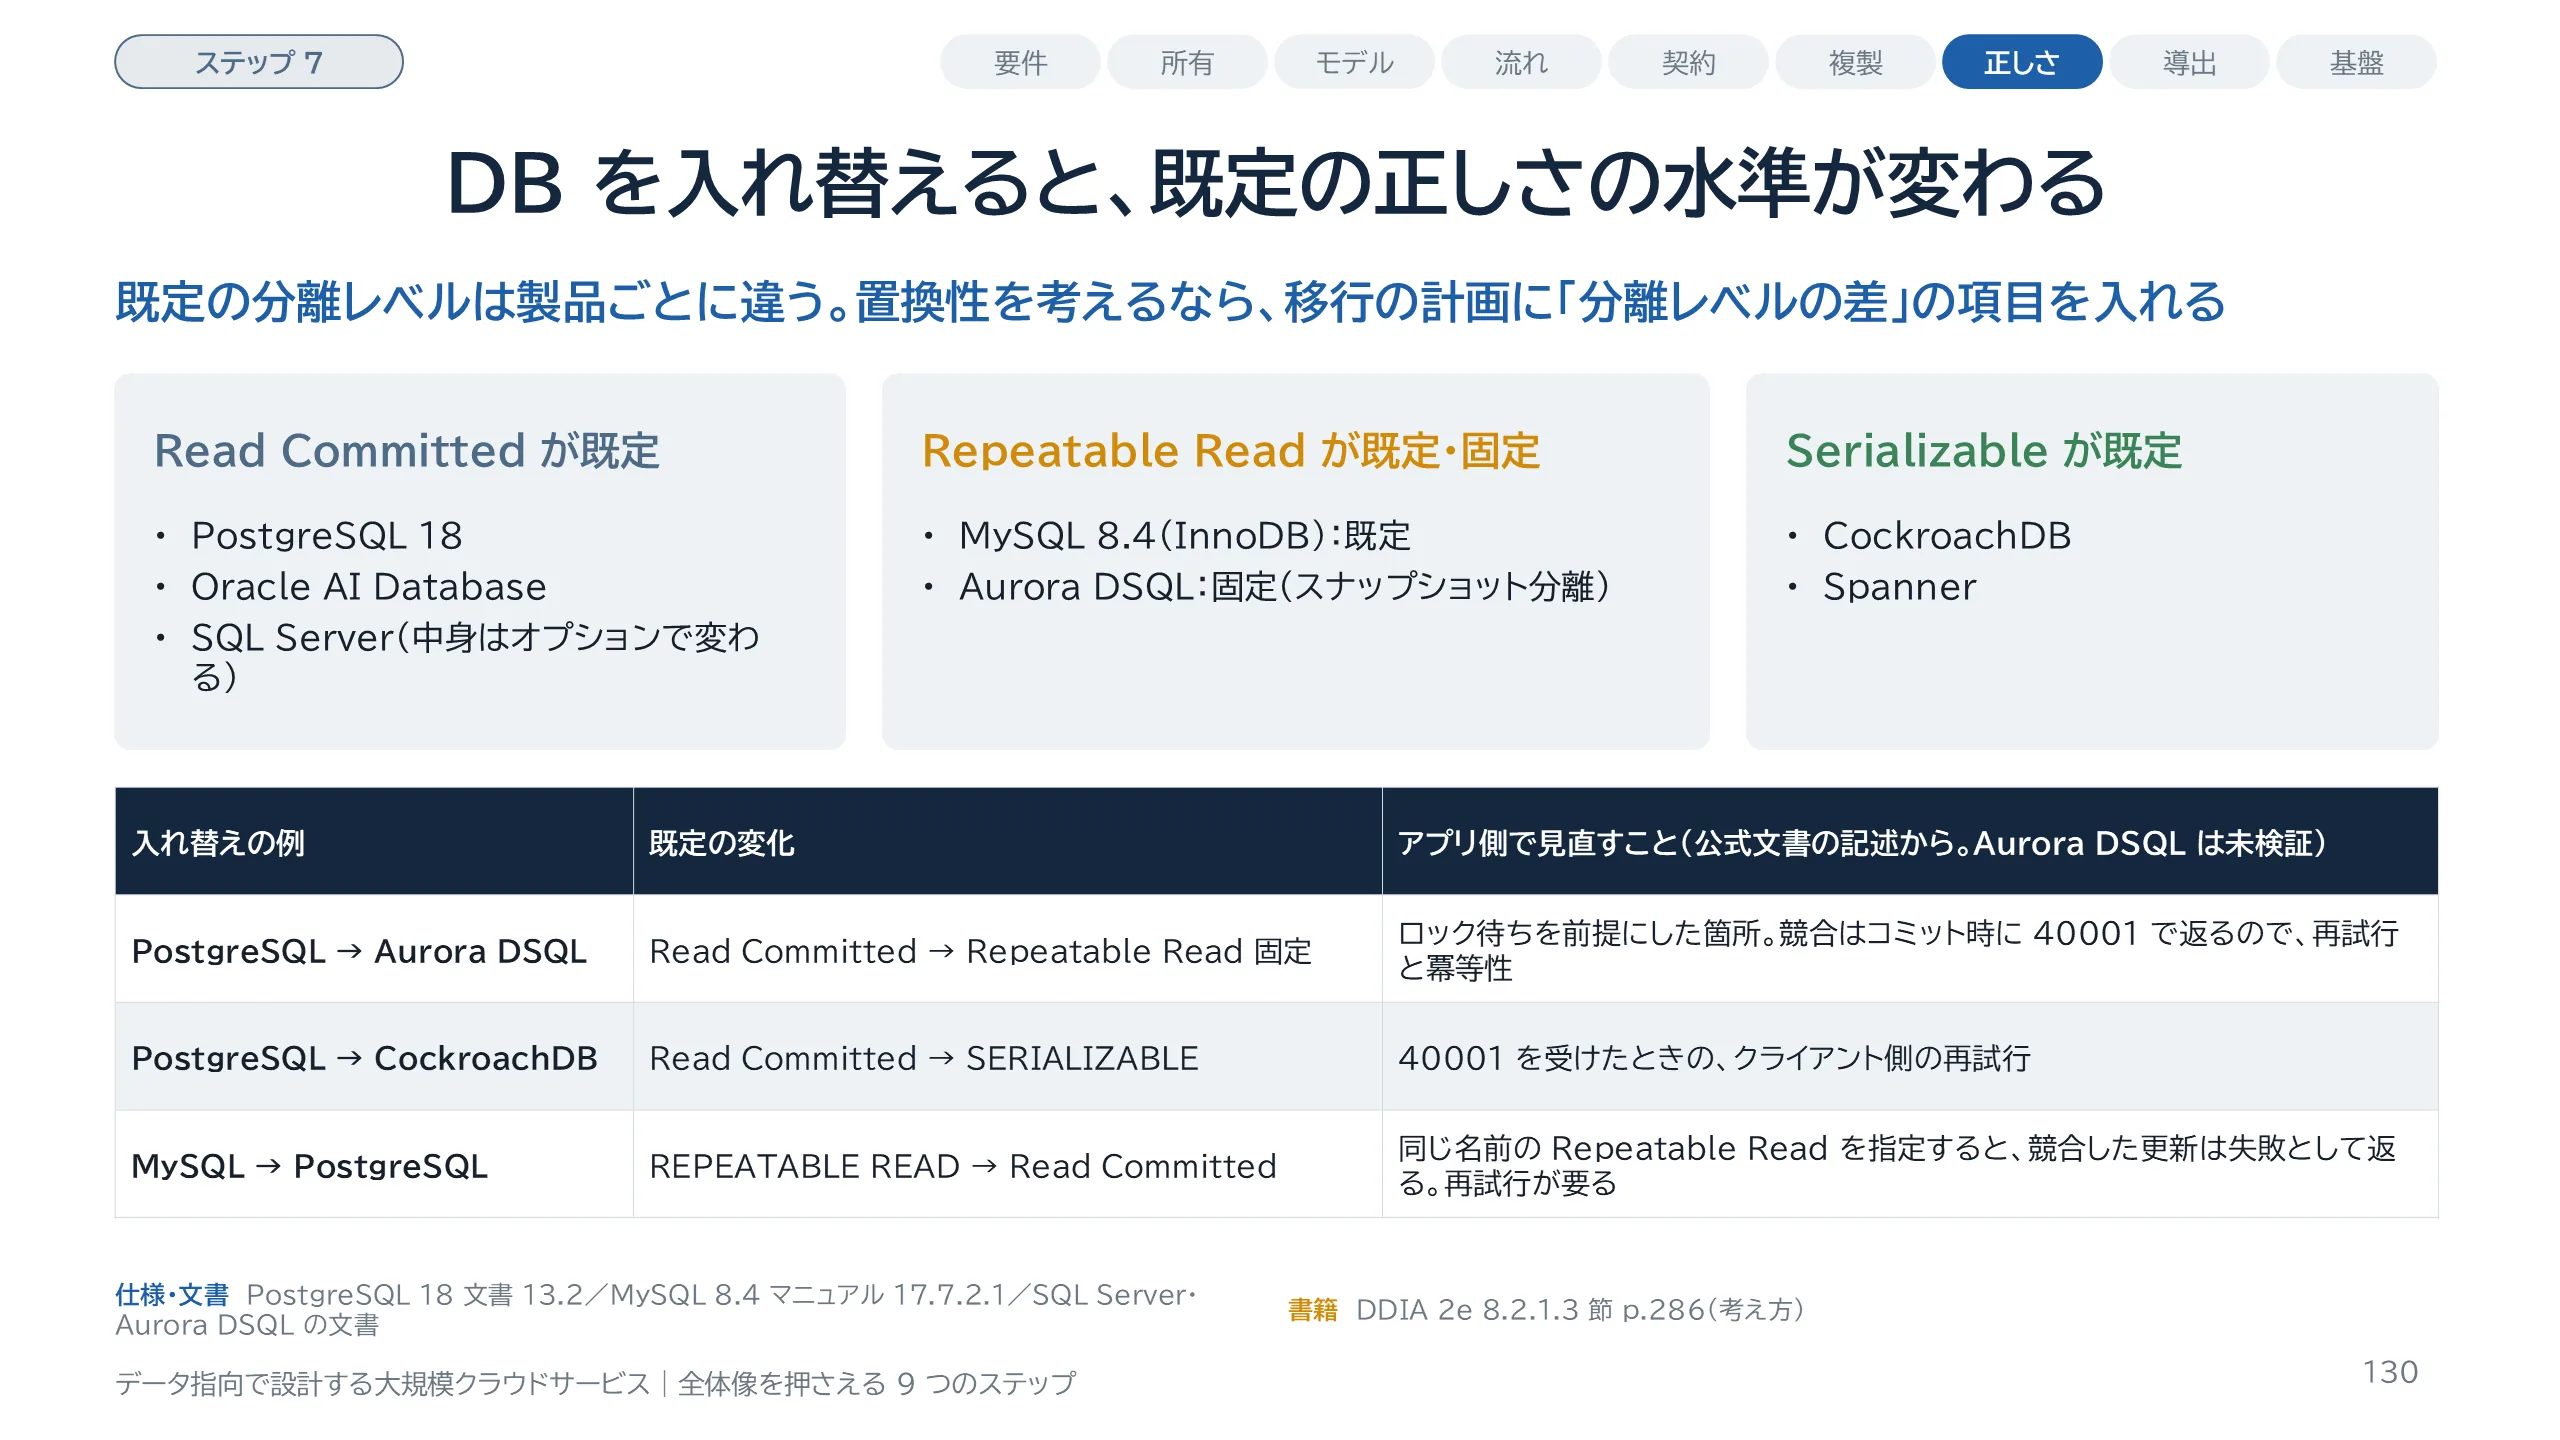 ステップ 7
要件 所有 モデル 流れ 契約 複製 正しさ 導出 基盤
DB を入れ替えると、既定の正しさの水準が変わる
既定の分離レベルは製品ごとに違う。置換性を考えるなら、移行の計画に「分離レベルの差」の項目を入れる
Read Committed が既定
・ PostgreSQL 18
・ Oracle AI Database
・ SQL Server（中身はオプションで変わ
る）
Repeatable Read が既定・固定
・ MySQL 8.4（InnoDB）：既定
・ Aurora DSQL：固定（スナップショット分離）
Serializable が既定
・ CockroachDB
・ Spanner
入れ替えの例 既定の変化 アプリ側で見直すこと（公式文書の記述から。Aurora DSQL は未検証）
PostgreSQL → Aurora DSQL Read Committed → Repeatable Read 固定 ロック待ちを前提にした箇所。競合はコミット時に 40001 で返るので、再試行
と冪等性
PostgreSQL → CockroachDB Read Committed → SERIALIZABLE 40001 を受けたときの、クライアント側の再試行
MySQL → PostgreSQL REPEATABLE READ → Read Committed 同じ名前の Repeatable Read を指定すると、競合した更新は失敗として返
る。再試行が要る
仕様・文書 PostgreSQL 18 文書 13.2／MySQL 8.4 マニュアル 17.7.2.1／SQL Server・
Aurora DSQL の文書
書籍 DDIA 2e 8.2.1.3 節 p.286（考え方）
データ指向で設計する大規模クラウドサービス｜全体像を押さえる 9 つのステップ
130